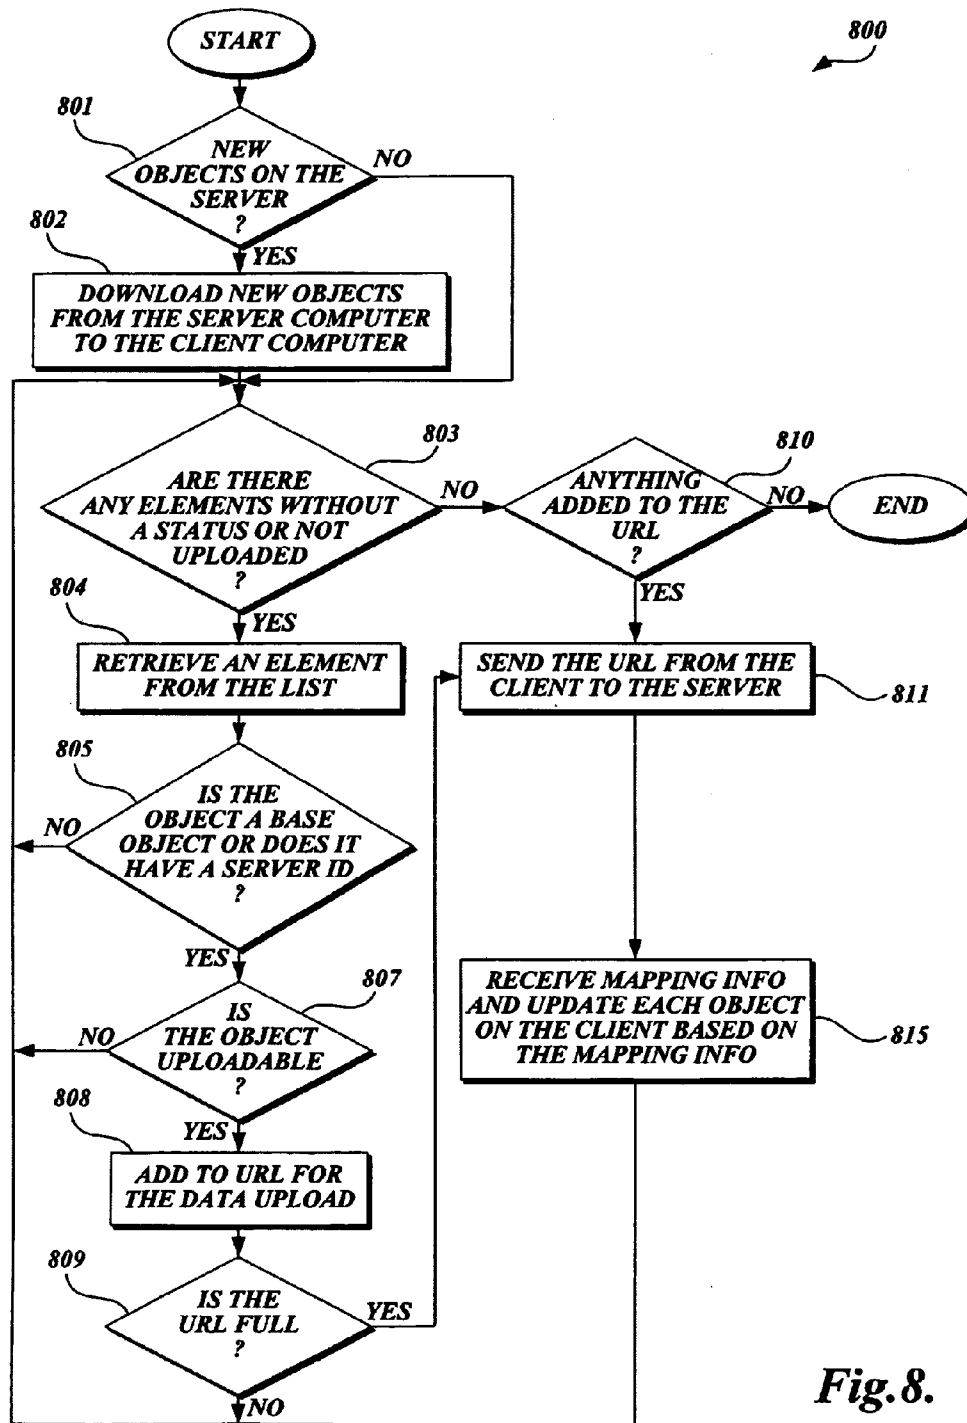 START
800
801
NEW
OBJECTS ON THE
SERVER
?
NO
802
YES
DOWNLOAD NEW OBJECTS
FROM THE SERVER COMPUTER
TO THE CLIENT COMPUTER
803
ARE THERE
ANY ELEMENTS WITHOUT
A STATUS OR NOT
UPLOADED
?
NO
810
ANYTHING
ADDED TO THE
URL
?
NO
END
804
YES
YES
RETRIEVE AN ELEMENT
FROM THE LIST
SEND THE URL FROM THE
CLIENT TO THE SERVER
811
805
IS THE
OBJECT A BASE
OBJECT OR DOES IT
HAVE A SERVER ID
?
NO
YES
807
IS
THE OBJECT
UPLOADABLE
?
NO
RECEIVE MAPPING INFO
AND UPDATE EACH OBJECT
ON THE CLIENT BASED ON
THE MAPPING INFO
815
808
YES
ADD TO URL FOR
THE DATA UPLOAD
809
IS THE
URL FULL
?
YES
NO
Fig.8.